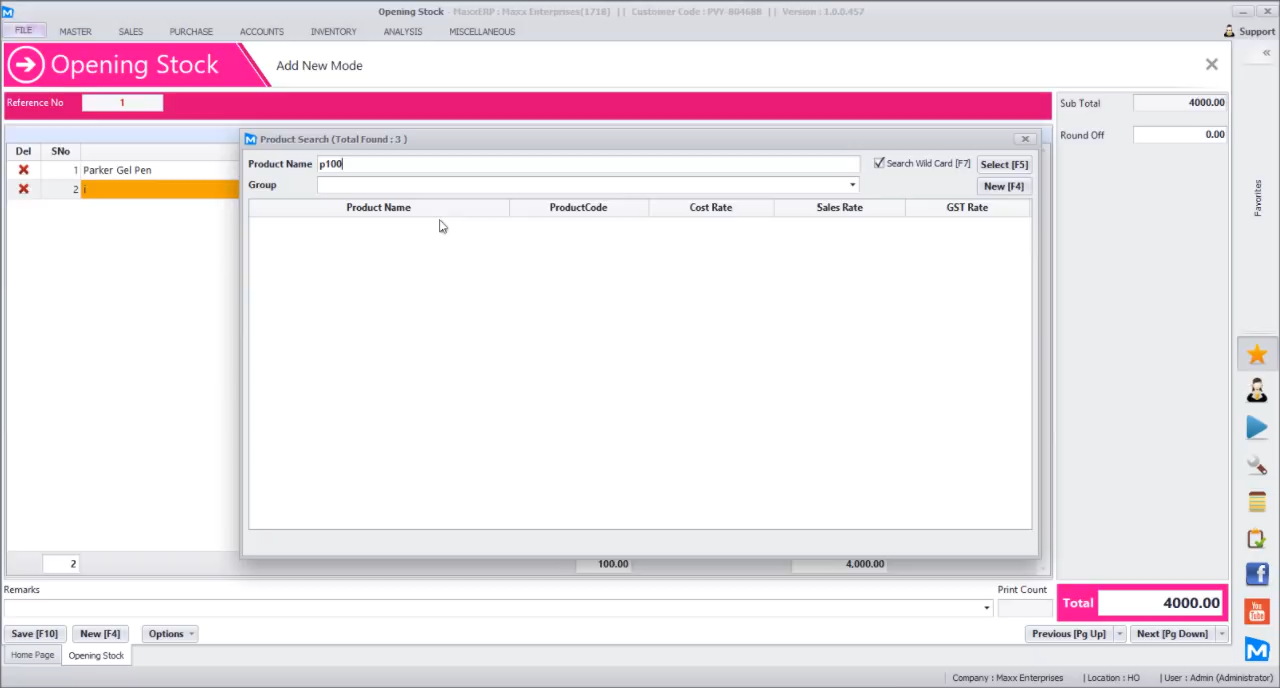 Opening Stock - MaxxERP : Maxx Enterprises[1718] || Customer Code : PVY-804688 || Version : 1.0.0.457
FILE MASTER SALES PURCHASE ACCOUNTS INVENTORY ANALYSIS MISCELLANEOUS Support
Opening Stock Add New Mode
Reference No 1 Sub Total 4000.00
Round Off 0.00
Product Search (Total Found : 3 )
Del SNo
Product Name p100 Search Wild Card [F7] Select [F5]
1 Parker Gel Pen
Group New [F4]
2 i
Product Name ProductCode Cost Rate Sales Rate GST Rate
Favorites
2 100.00 4,000.00
Remarks Print Count
Total 4000.00
You
Tube
Save [F10] New [F4] Options Previous [Pg Up] Next [Pg Down]
Home Page Opening Stock
Company : Maxx Enterprises | Location : HO | User : Admin (Administrator)